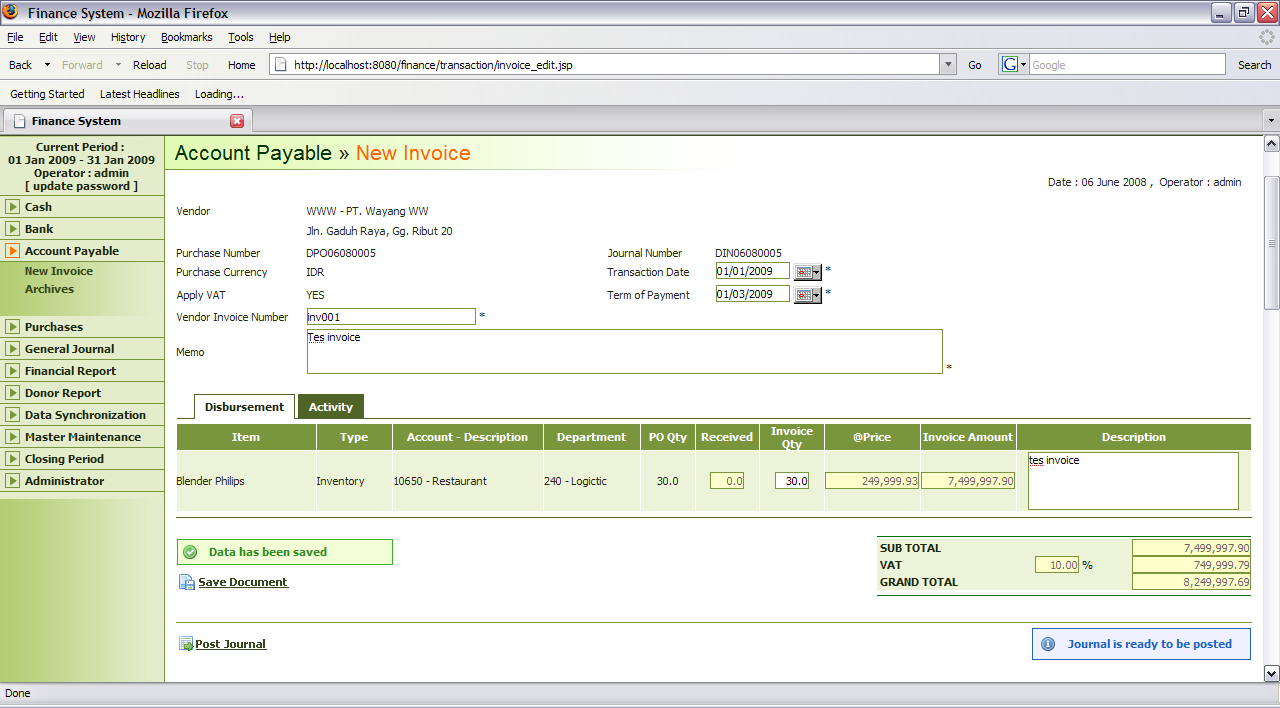 Finance System - Mozilla Firefox
File Edit View History Bookmarks Tools Help
Back Forward Reload Stop Home http://localhost:8080/finance/transaction/invoice_edit.jsp Go G Google Search
Getting Started Latest Headlines Loading...
Finance System
Current Period :
01 Jan 2009 - 31 Jan 2009
Operator : admin
[ update password ]
Cash
Bank
Account Payable
New Invoice
Archives
Purchases
General Journal
Financial Report
Donor Report
Data Synchronization
Master Maintenance
Closing Period
Administrator
Account Payable » New Invoice
Date : 06 June 2008 , Operator : admin
Vendor WWW - PT. Wayang WW
Jln. Gaduh Raya, Gg. Ribut 20
Purchase Number DPO06080005 Journal Number DIN06080005
Purchase Currency IDR Transaction Date 01/01/2009 *
Apply VAT YES Term of Payment 01/03/2009 *
Vendor Invoice Number inv001 *
Memo Tes invoice *
Disbursement Activity
Item Type Account - Description Department PO Qty Received Invoice Qty @Price Invoice Amount Description
Blender Philips Inventory 10650 - Restaurant 240 - Logictic 30.0 0.0 30.0 249,999.93 7,499,997.90 tes invoice
Data has been saved
Save Document
SUB TOTAL 7,499,997.90
VAT 10.00 % 749,999.79
GRAND TOTAL 8,249,997.69
Post Journal Journal is ready to be posted
Done